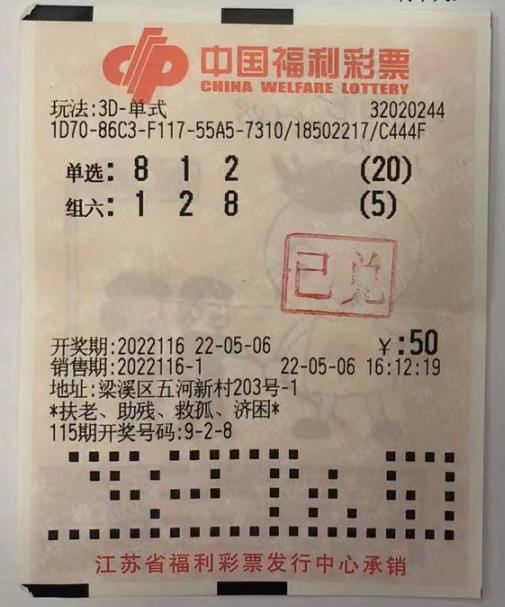 中国福利彩票
CHINA WELFARE LOTTERY
玩法:3D-单式 32020244
1D70-86C3-F117-55A5-7310/18502217/C444F
单选: 8 1 2 (20)
组六: 1 2 8 (5)
已兑
开奖期:2022116 22-05-06 ￥:50
销售期:2022116-1 22-05-06 16:12:19
地址:梁溪区五河新村203号-1
*扶老、助残、救孤、济困*
115期开奖号码:9-2-8
江苏省福利彩票发行中心承销